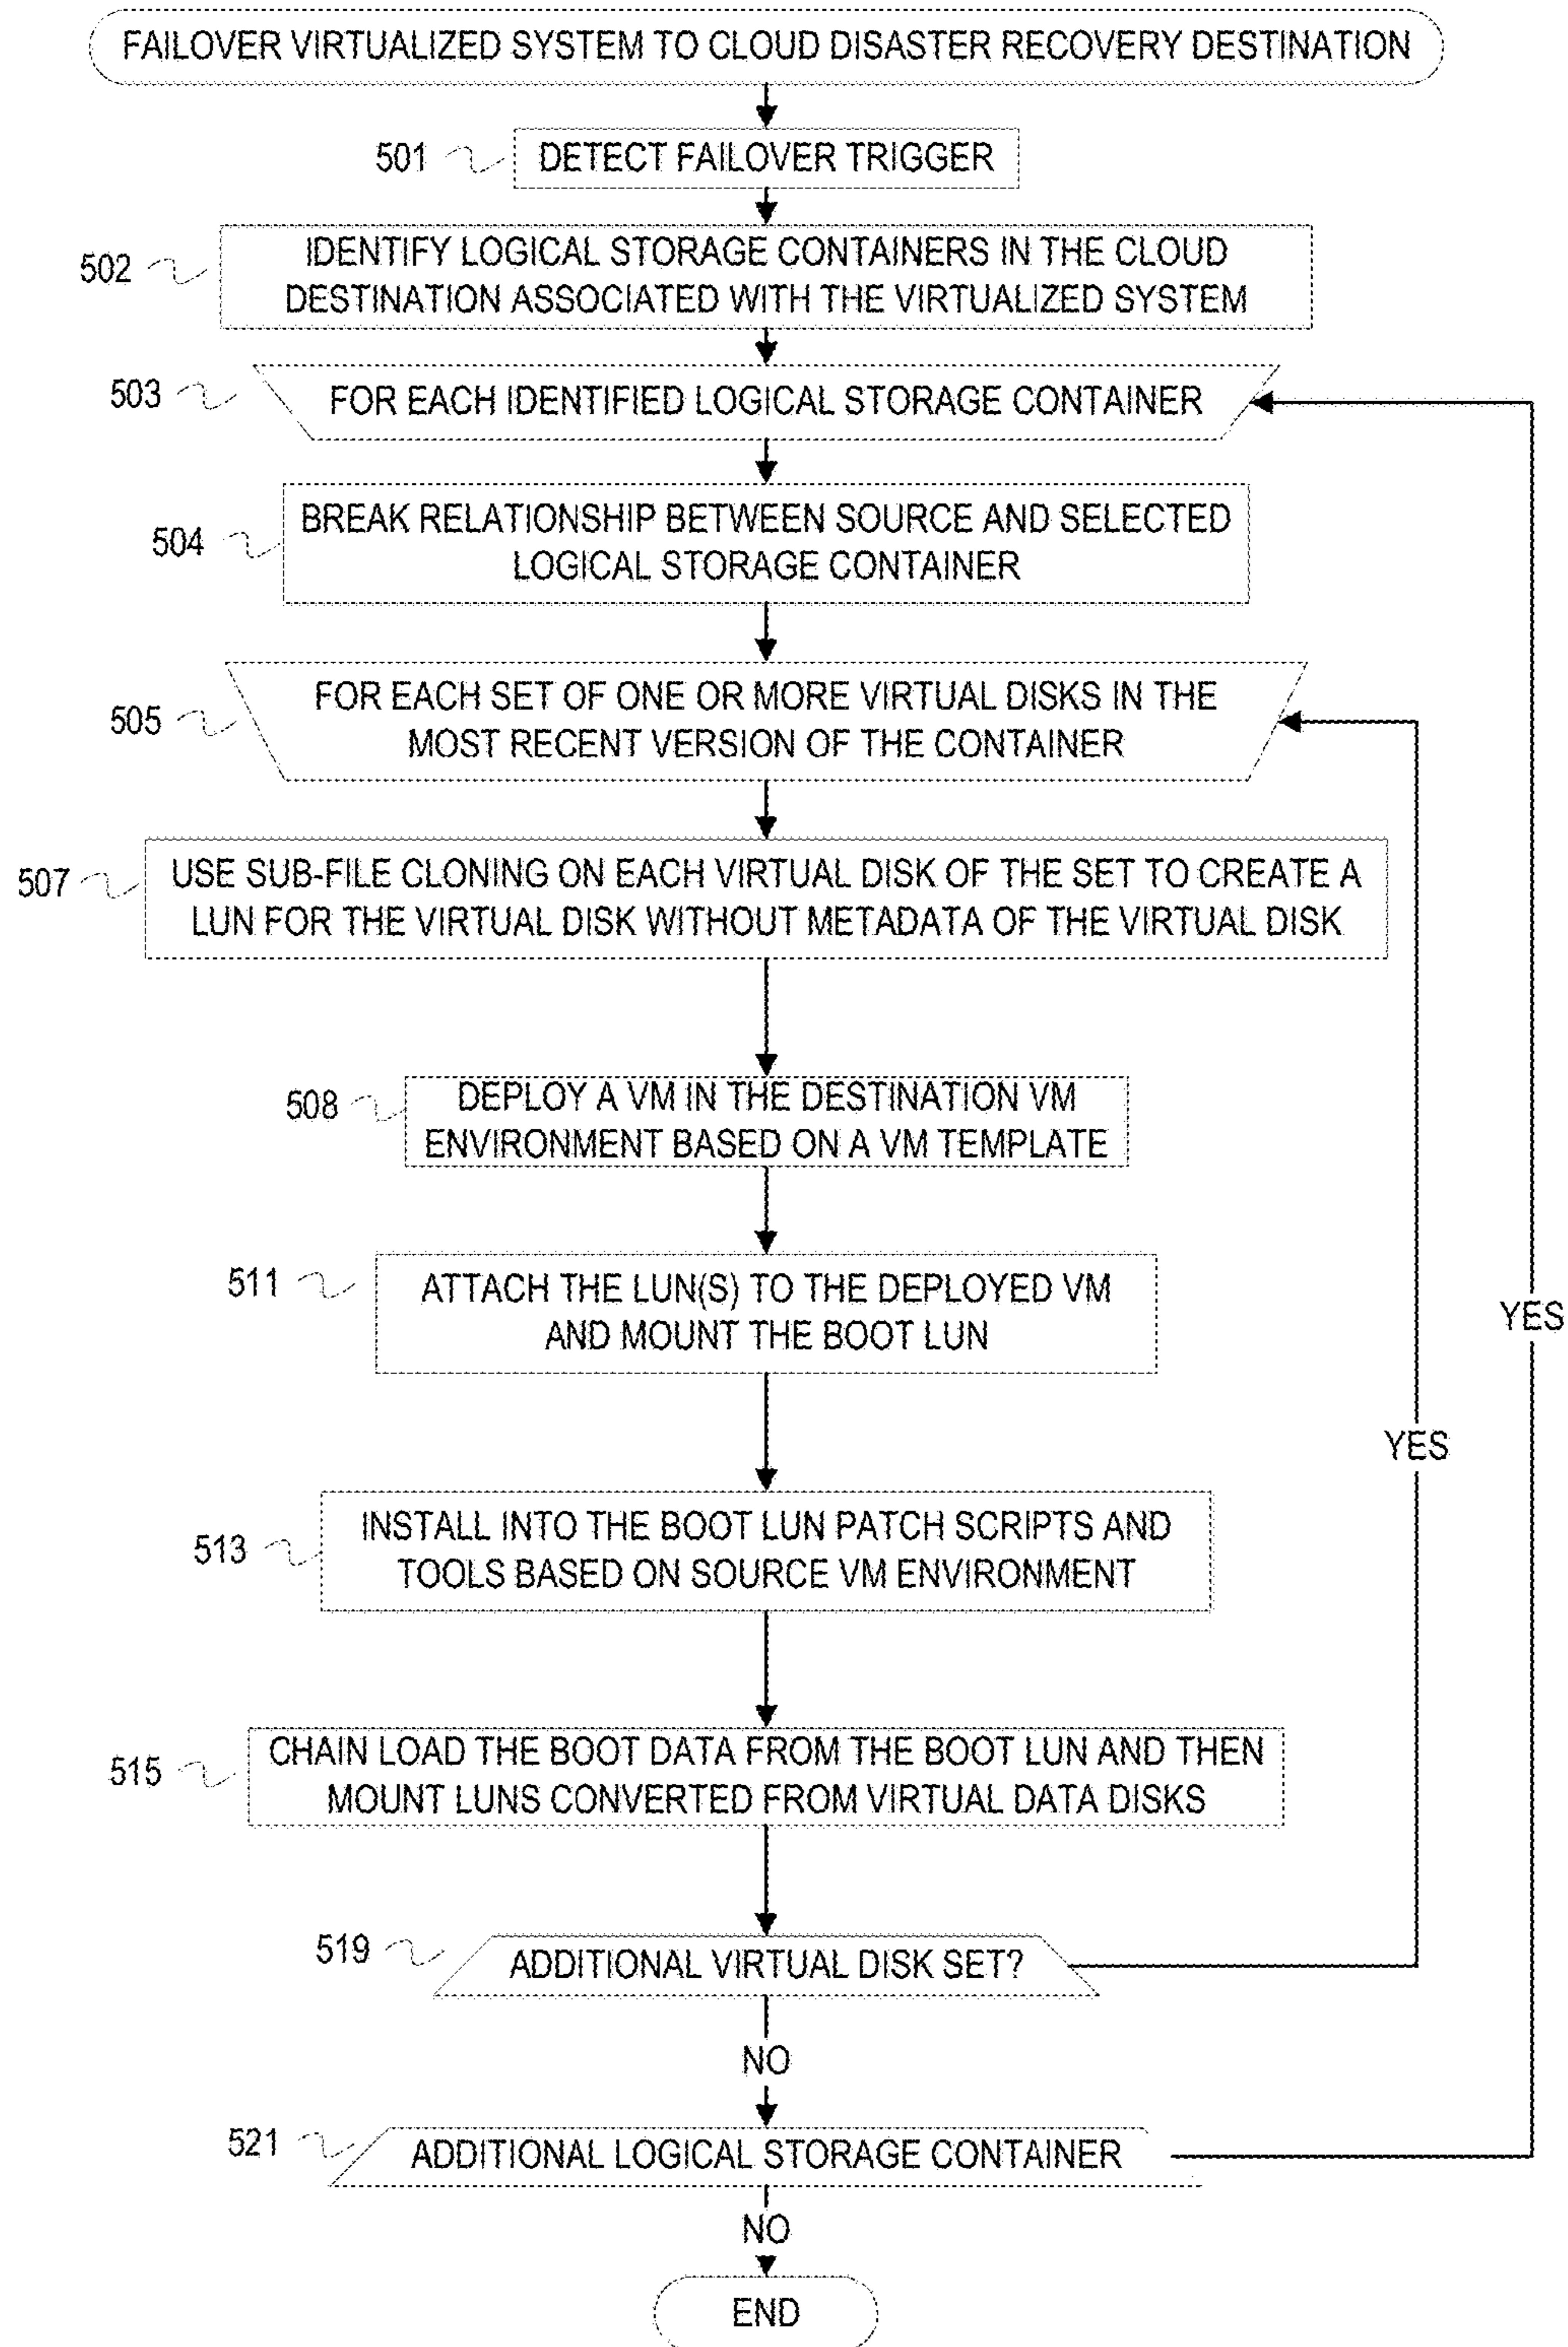 FAILOVER VIRTUALIZED SYSTEM TO CLOUD DISASTER RECOVERY DESTINATION
501
DETECT FAILOVER TRIGGER
502
IDENTIFY LOGICAL STORAGE CONTAINERS IN THE CLOUD
DESTINATION ASSOCIATED WITH THE VIRTUALIZED SYSTEM
503
FOR EACH IDENTIFIED LOGICAL STORAGE CONTAINER
504
BREAK RELATIONSHIP BETWEEN SOURCE AND SELECTED
LOGICAL STORAGE CONTAINER
505
FOR EACH SET OF ONE OR MORE VIRTUAL DISKS IN THE
MOST RECENT VERSION OF THE CONTAINER
507
USE SUB-FILE CLONING ON EACH VIRTUAL DISK OF THE SET TO CREATE A
LUN FOR THE VIRTUAL DISK WITHOUT METADATA OF THE VIRTUAL DISK
508
DEPLOY A VM IN THE DESTINATION VM
ENVIRONMENT BASED ON A VM TEMPLATE
511
ATTACH THE LUN(S) TO THE DEPLOYED VM
AND MOUNT THE BOOT LUN
YES
YES
513
INSTALL INTO THE BOOT LUN PATCH SCRIPTS AND
TOOLS BASED ON SOURCE VM ENVIRONMENT
515
CHAIN LOAD THE BOOT DATA FROM THE BOOT LUN AND THEN
MOUNT LUNS CONVERTED FROM VIRTUAL DATA DISKS
519
ADDITIONAL VIRTUAL DISK SET?
NO
521
ADDITIONAL LOGICAL STORAGE CONTAINER
NO
END